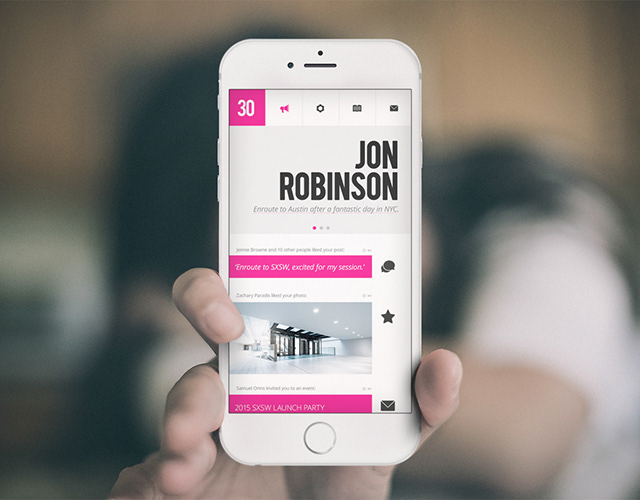 30
JON
ROBINSON
Enroute to Austin after a fantastic day in NYC.
Jaimie Browne and 10 other people liked your post:
'Enroute to SXSW, excited for my session.'
Zachary Paradis liked your photo:
Samuel Orms invited you to an event:
2015 SXSW LAUNCH PARTY